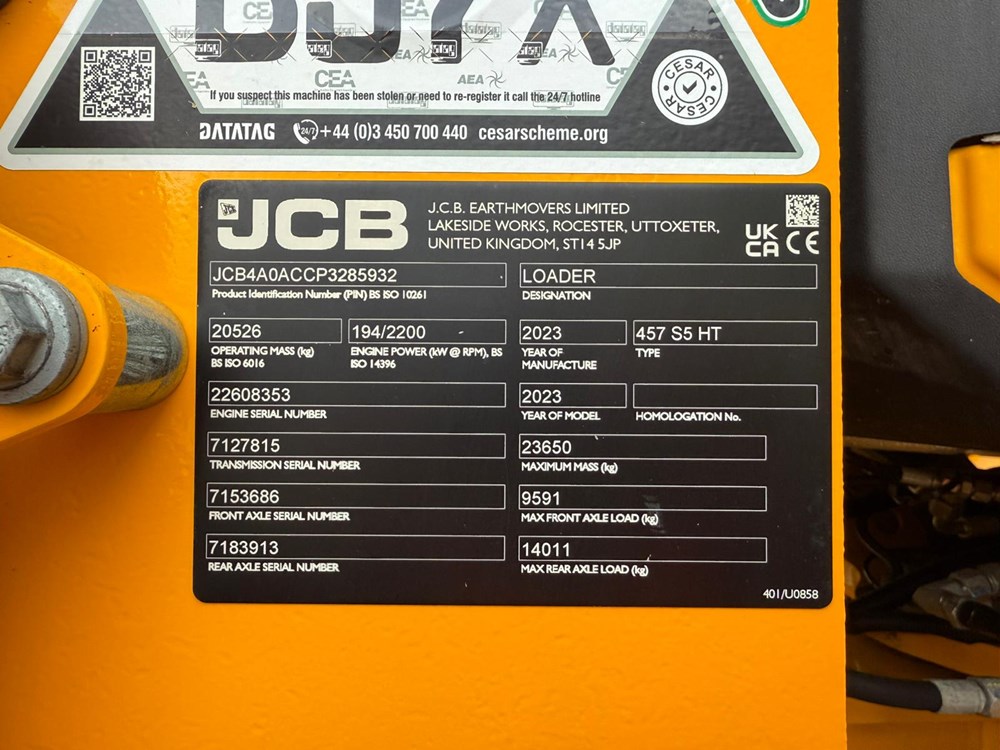 CEA
CEA
AEA
If you suspect this machine has been stolen or need to re-register it call the 24/7 hotline
DATATAG 24/7 +44 (0)3 450 700 440 cesarscheme.org
CESAR
CESAR
JCB
J.C.B. EARTHMOVERS LIMITED
LAKESIDE WORKS, ROCESTER, UTTOXETER,
UNITED KINGDOM, ST14 5JP
UK
CA CE
JCB4A0ACCP3285932
Product Identification Number (PIN) BS ISO 10261
LOADER
DESIGNATION
20526
OPERATING MASS (kg)
BS ISO 6016
194/2200
ENGINE POWER (kW @ RPM), BS
ISO 14396
2023
YEAR OF
MANUFACTURE
457 S5 HT
TYPE
22608353
ENGINE SERIAL NUMBER
2023
YEAR OF MODEL
HOMOLOGATION No.
7127815
TRANSMISSION SERIAL NUMBER
23650
MAXIMUM MASS (kg)
7153686
FRONT AXLE SERIAL NUMBER
9591
MAX FRONT AXLE LOAD (kg)
7183913
REAR AXLE SERIAL NUMBER
14011
MAX REAR AXLE LOAD (kg)
401/U0858